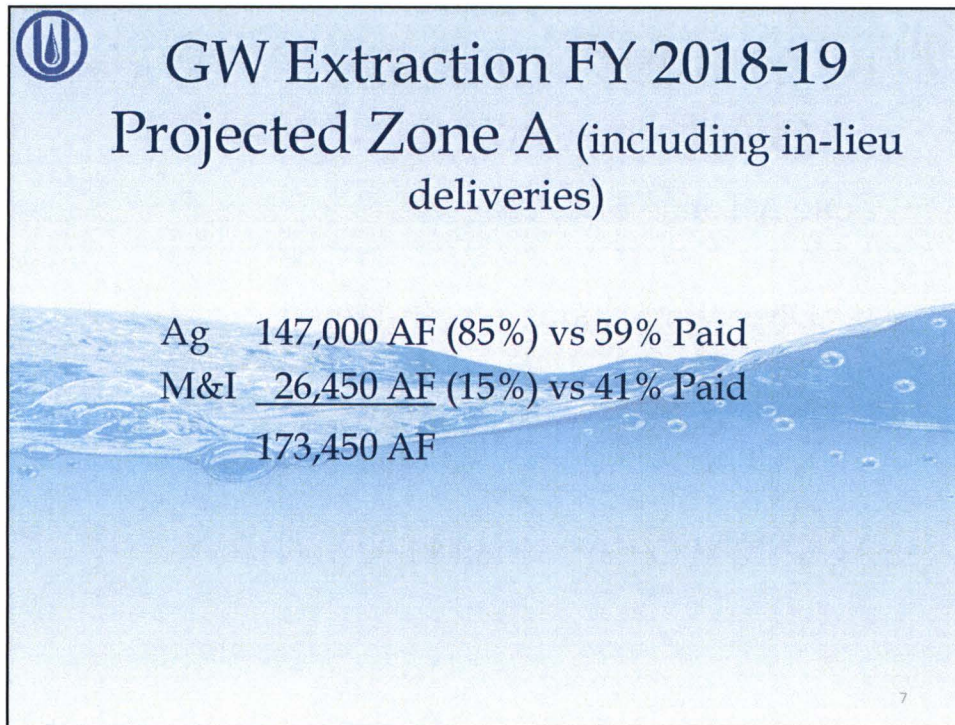 GW Extraction FY 2018-19
Projected Zone A (including in-lieu
deliveries)
Ag 147,000 AF (85%) vs 59% Paid
M&I 26,450 AF (15%) vs 41% Paid
173,450 AF
7